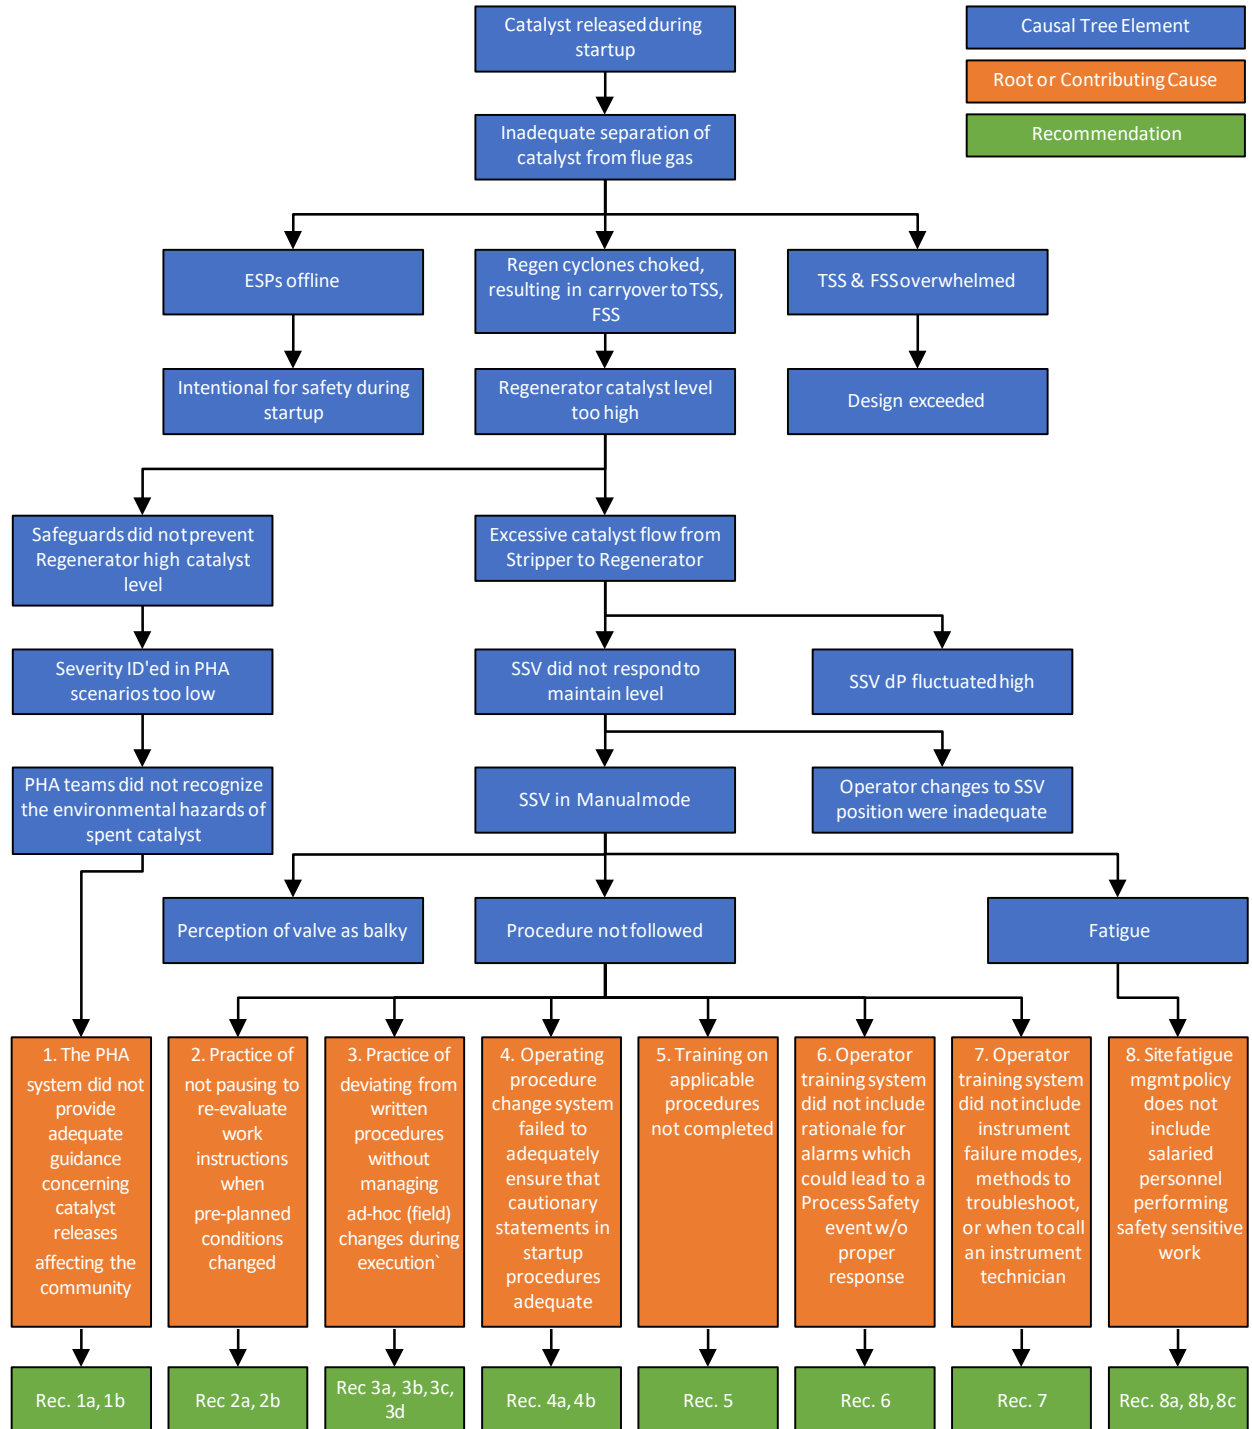 Catalyst released during
startup
Causal Tree Element
Root or Contributing Cause
Recommendation
Inadequate separation of
catalyst from flue gas
ESPs offline
Regen cyclones choked,
resulting in carryover to TSS,
FSS
TSS & FSS overwhelmed
Intentional for safety during
startup
Regenerator catalyst level
too high
Design exceeded
Safeguards did not prevent
Regenerator high catalyst
level
Excessive catalyst flow from
Stripper to Regenerator
Severity ID'ed in PHA
scenarios too low
SSV did not respond to
maintain level
SSV dP fluctuated high
PHA teams did not recognize
the environmental hazards of
spent catalyst
SSV in Manual mode
Operator changes to SSV
position were inadequate
Perception of valve as balky
Procedure not followed
Fatigue
1. The PHA
system did not
provide
adequate
guidance
concerning
catalyst
releases
affecting the
community
2. Practice of
not pausing to
re-evaluate
work
instructions
when
pre-planned
conditions
changed
3. Practice of
deviating from
written
procedures
without
managing
ad-hoc (field)
changes during
execution`
4. Operating
procedure
change system
failed to
adequately
ensure that
cautionary
statements in
startup
procedures
adequate
5. Training on
applicable
procedures
not completed
6. Operator
training system
did not include
rationale for
alarms which
could lead to a
Process Safety
event w/o
proper
response
7. Operator
training system
did not include
instrument
failure modes,
methods to
troubleshoot,
or when to call
an instrument
technician
8. Site fatigue
mgmt policy
does not
include
salaried
personnel
performing
safety sensitive
work
Rec. 1a, 1b
Rec 2a, 2b
Rec 3a, 3b, 3c,
3d
Rec. 4a, 4b
Rec. 5
Rec. 6
Rec. 7
Rec. 8a, 8b, 8c